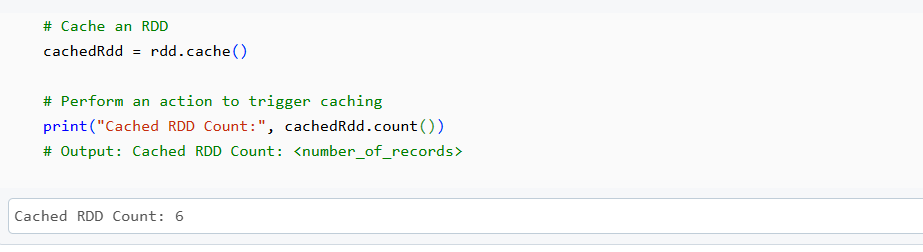 # Cache an RDD
cachedRdd = rdd.cache()
# Perform an action to trigger caching
print("Cached RDD Count:", cachedRdd.count())
# Output: Cached RDD Count: <number_of_records>
Cached RDD Count: 6